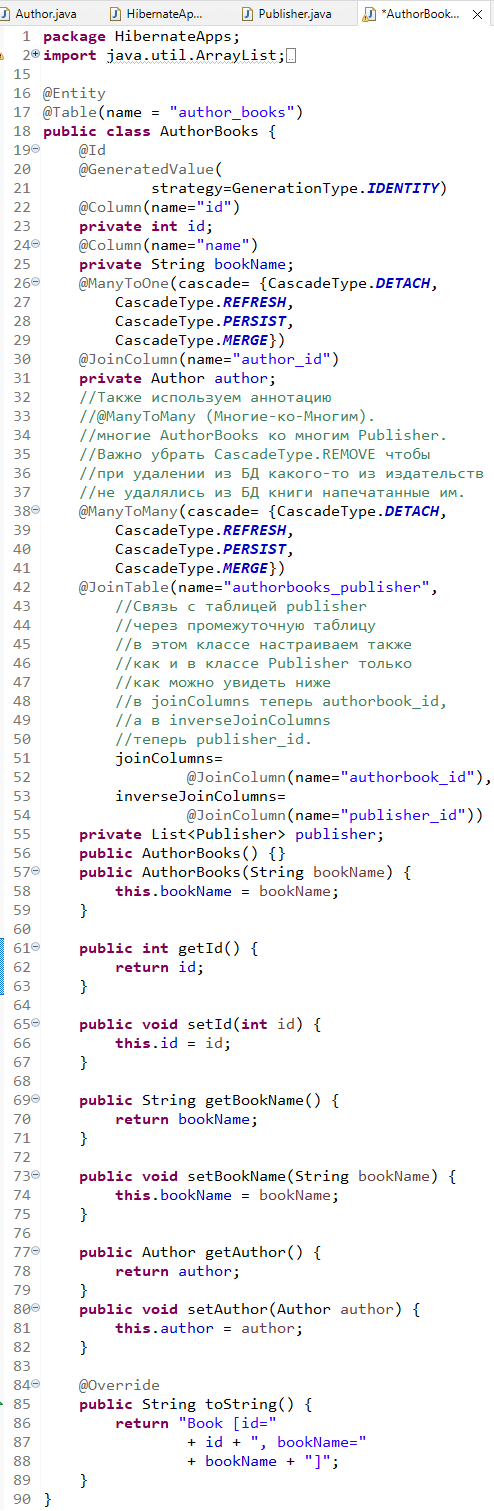 Author.java HibernateAp... Publisher.java *AuthorBook...
1 package HibernateApps;
2 import java.util.ArrayList;
15
16 @Entity
17 @Table(name = "author_books")
18 public class AuthorBooks {
19 @Id
20 @GeneratedValue(
21 strategy=GenerationType.IDENTITY)
22 @Column(name="id")
23 private int id;
24 @Column(name="name")
25 private String bookName;
26 @ManyToOne(cascade= {CascadeType.DETACH,
27 CascadeType.REFRESH,
28 CascadeType.PERSIST,
29 CascadeType.MERGE})
30 @JoinColumn(name="author_id")
31 private Author author;
32 //Также используем аннотацию
33 //@ManyToMany (Многие-ко-Многим).
34 //многие AuthorBooks ко многим Publisher.
35 //Важно убрать CascadeType.REMOVE чтобы
36 //при удалении из БД какого-то из издательств
37 //не удалялись из БД книги напечатанные им.
38 @ManyToMany(cascade= {CascadeType.DETACH,
39 CascadeType.REFRESH,
40 CascadeType.PERSIST,
41 CascadeType.MERGE})
42 @JoinTable(name="authorbooks_publisher",
43 //Связь с таблицей publisher
44 //через промежуточную таблицу
45 //в этом классе настраиваем также
46 //как и в классе Publisher только
47 //как можно увидеть ниже
48 //в joinColumns теперь authorbook_id,
49 //а в inverseJoinColumns
50 //теперь publisher_id.
51 joinColumns=
52 @JoinColumn(name="authorbook_id"),
53 inverseJoinColumns=
54 @JoinColumn(name="publisher_id"))
55 private List<Publisher> publisher;
56 public AuthorBooks() {}
57 public AuthorBooks(String bookName) {
58 this.bookName = bookName;
59 }
60
61 public int getId() {
62 return id;
63 }
64
65 public void setId(int id) {
66 this.id = id;
67 }
68
69 public String getBookName() {
70 return bookName;
71 }
72
73 public void setBookName(String bookName) {
74 this.bookName = bookName;
75 }
76
77 public Author getAuthor() {
78 return author;
79 }
80 public void setAuthor(Author author) {
81 this.author = author;
82 }
83
84 @Override
85 public String toString() {
86 return "Book [id="
87 + id + ", bookName="
88 + bookName + "]";
89 }
90 }